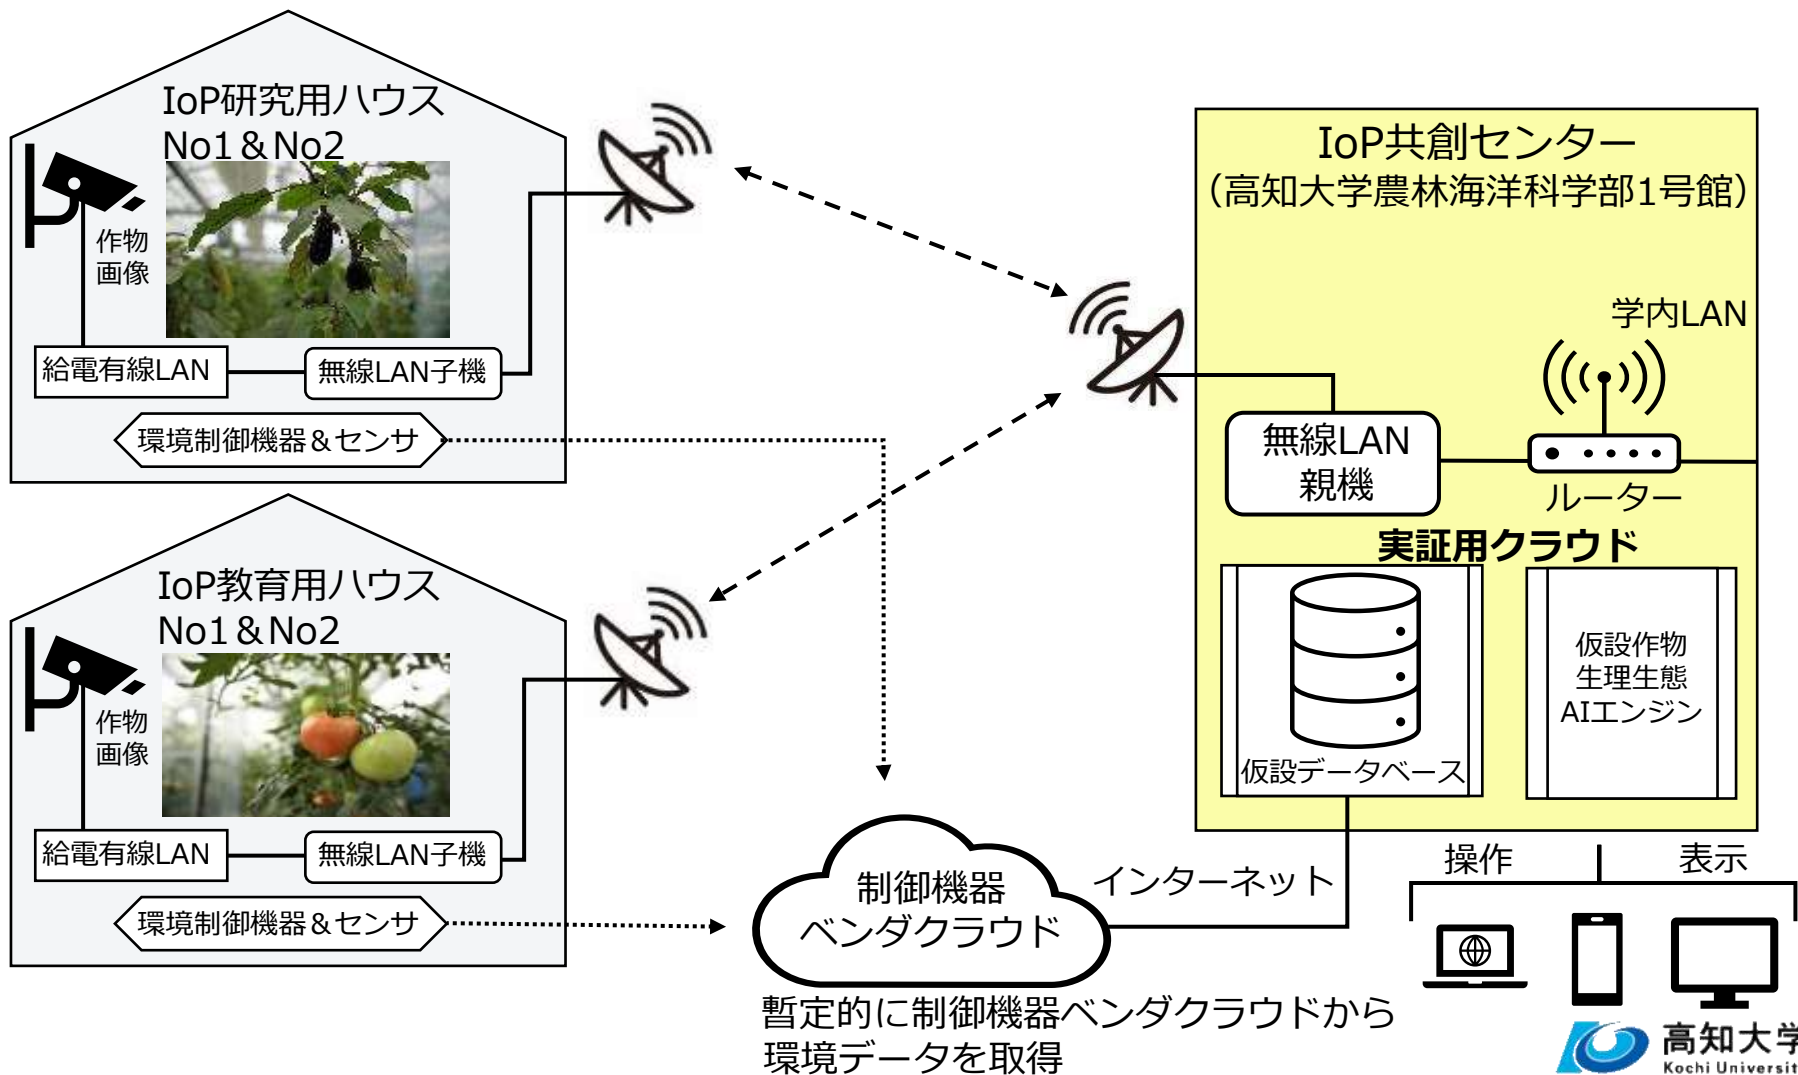 IoP研究用ハウス
No1＆No2
作物
画像
給電有線LAN
無線LAN子機
環境制御機器＆センサ
IoP教育用ハウス
No1＆No2
作物
画像
給電有線LAN
無線LAN子機
環境制御機器＆センサ
IoP共創センター
（高知大学農林海洋科学部1号館）
学内LAN
無線LAN
親機
ルーター
実証用クラウド
仮設データベース
仮設作物
生理生態
AIエンジン
制御機器
ベンダクラウド
インターネット
操作
表示
暫定的に制御機器ベンダクラウドから
環境データを取得
高知大学
Kochi Universit